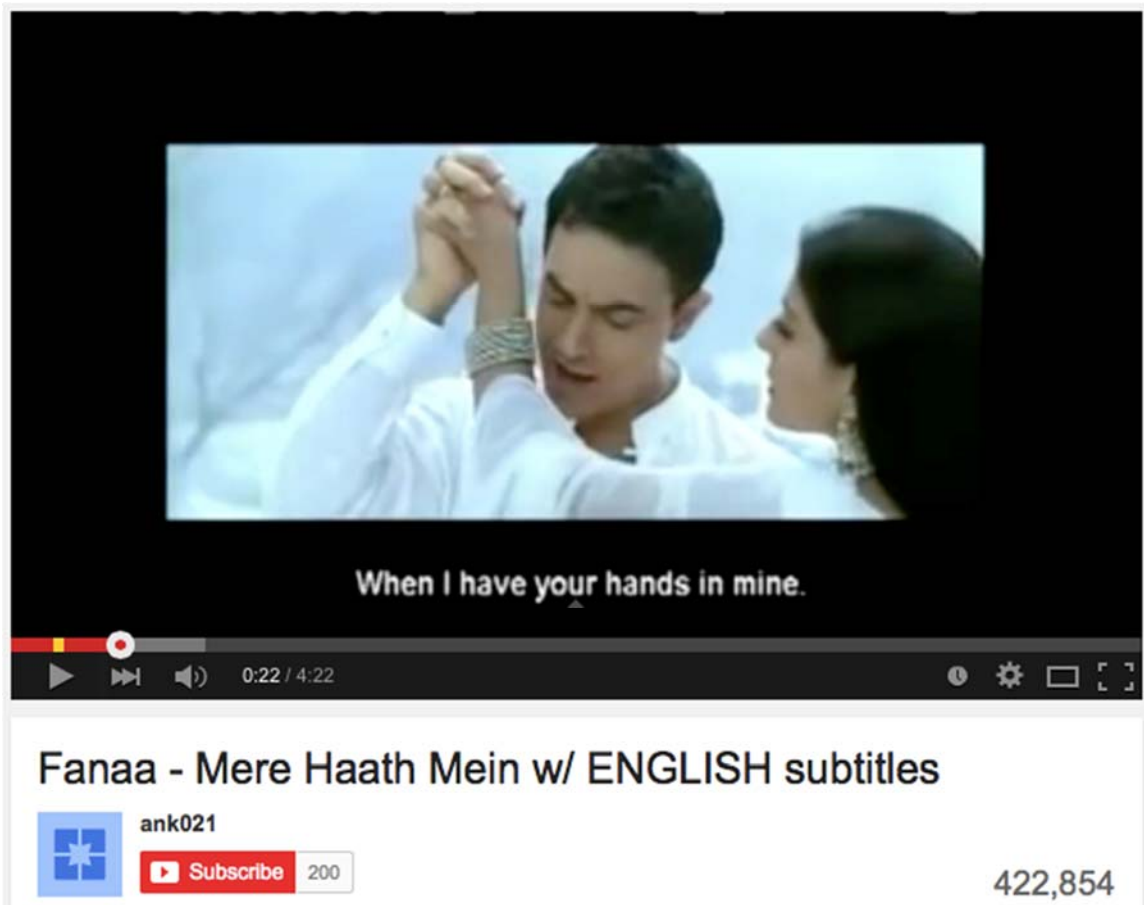 When I have your hands in mine.
0:22 / 4:22
Fanaa - Mere Haath Mein w/ ENGLISH subtitles
ank021
Subscribe 200
422,854